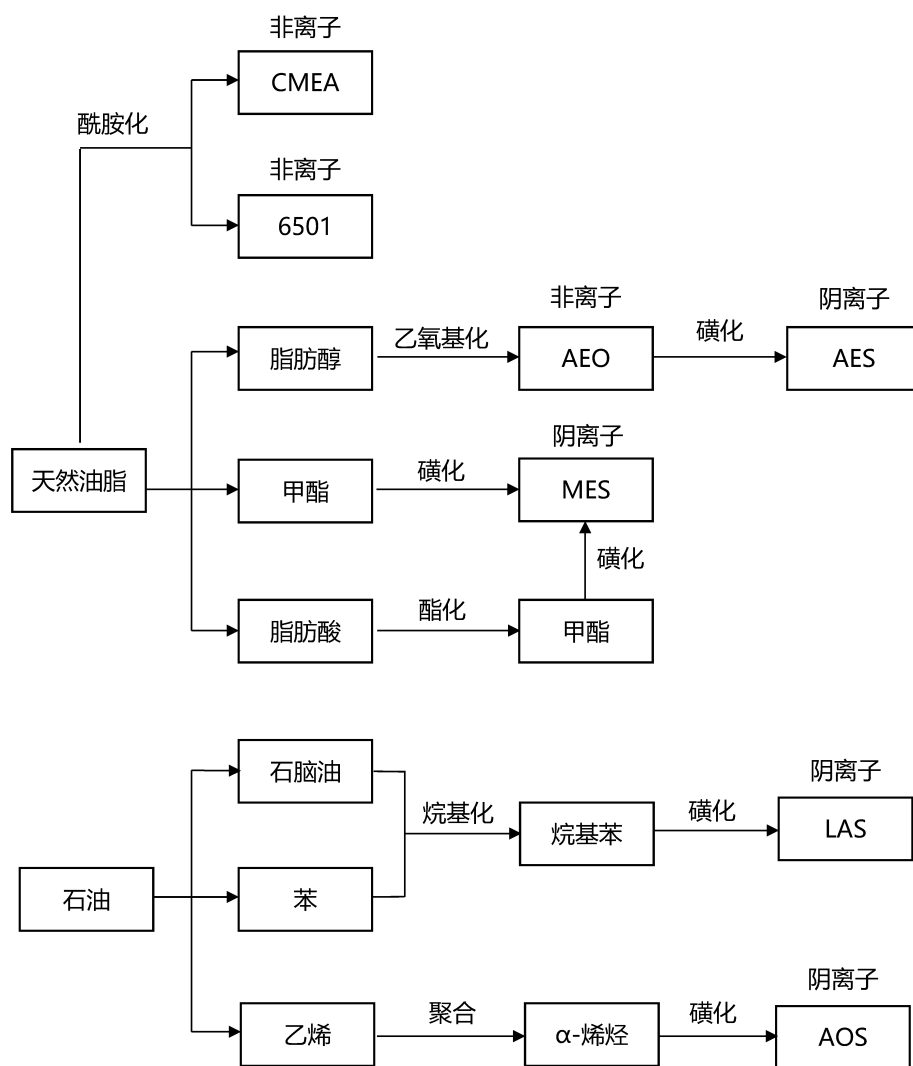 非离子
CMEA
酰胺化
非离子
6501
非离子
阴离子
脂肪醇
乙氧基化
AEO
磺化
AES
阴离子
天然油脂
甲酯
磺化
MES
磺化
脂肪酸
酯化
甲酯
石脑油
阴离子
烷基化
烷基苯
磺化
LAS
石油
苯
阴离子
乙烯
聚合
α-烯烃
磺化
AOS